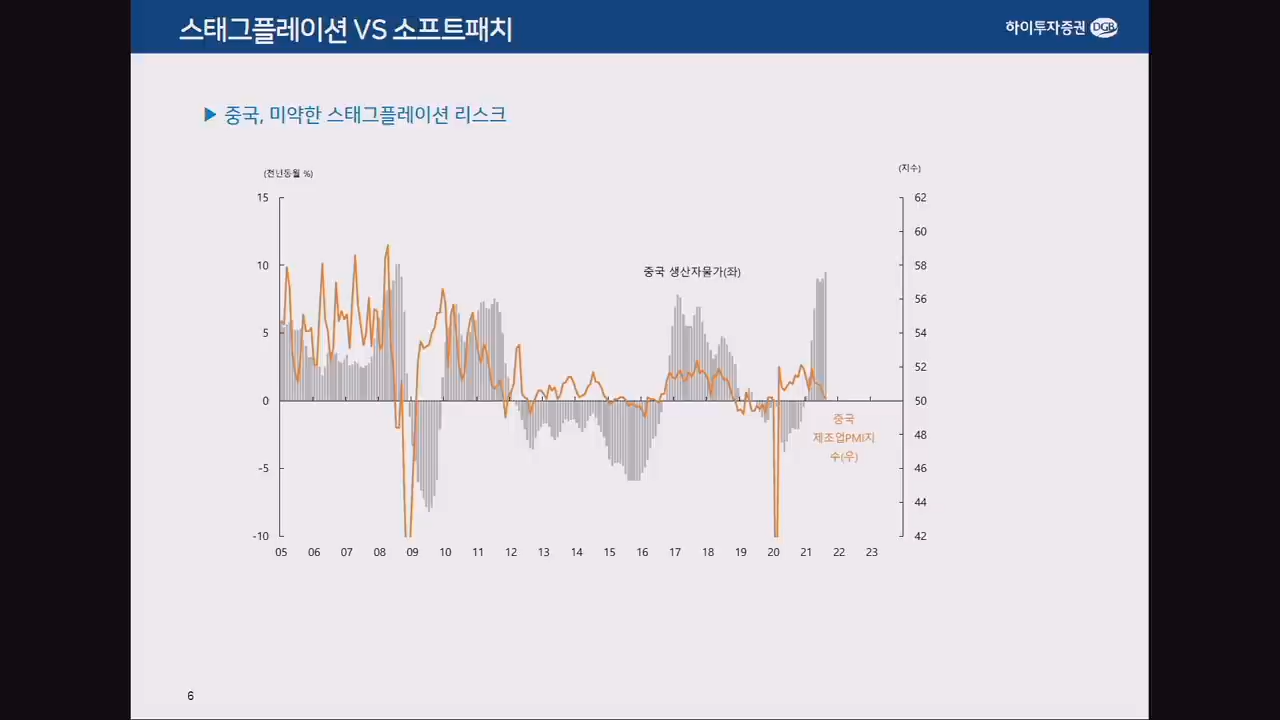 스태그플레이션 VS 소프트패치
하이투자증권 DGB
▶ 중국, 미약한 스태그플레이션 리스크
(전년동월 %)
(지수)
15
10
5
0
-5
-10
62
60
58
56
54
52
50
48
46
44
42
중국 생산자물가(좌)
중국
제조업PMI지
수(우)
05 06 07 08 09 10 11 12 13 14 15 16 17 18 19 20 21 22 23
6